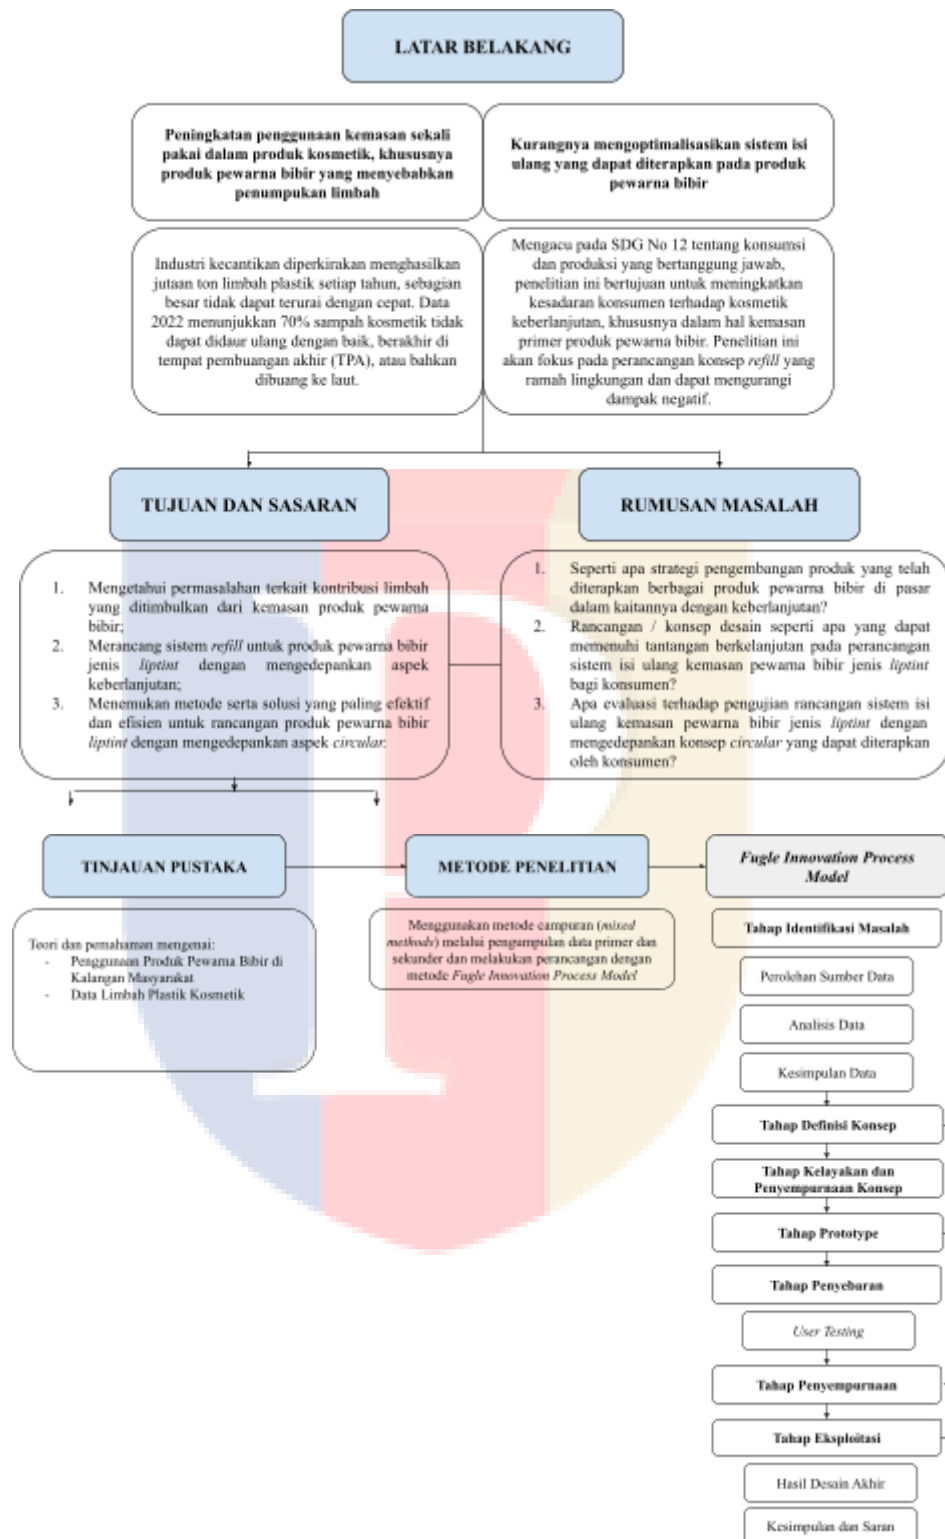 LATAR BELAKANG
Peningkatan penggunaan kemasan sekali
pakai dalam produk kosmetik, khususnya
produk pewarna bibir yang menyebabkan
penumpukan limbah
Kurangnya mengoptimalisasikan sistem isi
ulang yang dapat diterapkan pada produk
pewarna bibir
Industri kecantikan diperkirakan menghasilkan
jutaan ton limbah plastik setiap tahun, sebagian
besar tidak dapat terurai dengan cepat. Data
2022 menunjukkan 70% sampah kosmetik tidak
dapat didaur ulang dengan baik, berakhir di
tempat pembuangan akhir (TPA), atau bahkan
dibuang ke laut.
Mengacu pada SDG No 12 tentang konsumsi
dan produksi yang bertanggung jawab,
penelitian ini bertujuan untuk meningkatkan
kesadaran konsumen terhadap kosmetik
keberlanjutan, khususnya dalam hal kemasan
primer produk pewarna bibir. Penelitian ini
akan fokus pada perancangan konsep refill yang
ramah lingkungan dan dapat mengurangi
dampak negatif.
TUJUAN DAN SASARAN
1. Mengetahui permasalahan terkait kontribusi limbah
yang ditimbulkan dari kemasan produk pewarna
bibir;
2. Merancang sistem refill untuk produk pewarna bibir
jenis liptint dengan mengedepankan aspek
keberlanjutan;
3. Menemukan metode serta solusi yang paling efektif
dan efisien untuk rancangan produk pewarna bibir
liptint dengan mengedepankan aspek circular.
RUMUSAN MASALAH
1. Seperti apa strategi pengembangan produk yang telah
diterapkan berbagai produk pewarna bibir di pasar
dalam kaitannya dengan keberlanjutan?
2. Rancangan / konsep desain seperti apa yang dapat
memenuhi tantangan berkelanjutan pada perancangan
sistem isi ulang kemasan pewarna bibir jenis liptint
bagi konsumen?
3. Apa evaluasi terhadap pengujian rancangan sistem isi
ulang kemasan pewarna bibir jenis liptint dengan
mengedepankan konsep circular yang dapat diterapkan
oleh konsumen?
TINJAUAN PUSTAKA
Teori dan pemahaman mengenai:
- Penggunaan Produk Pewarna Bibir di
Kalangan Masyarakat
- Data Limbah Plastik Kosmetik
METODE PENELITIAN
Menggunakan metode campuran (mixed
methods) melalui pengumpulan data primer dan
sekunder dan melakukan perancangan dengan
metode Fugle Innovation Process Model
Fugle Innovation Process
Model
Tahap Identifikasi Masalah
Perolehan Sumber Data
Analisis Data
Kesimpulan Data
Tahap Definisi Konsep
Tahap Kelayakan dan
Penyempurnaan Konsep
Tahap Prototype
Tahap Penyebaran
User Testing
Tahap Penyempurnaan
Tahap Eksploitasi
Hasil Desain Akhir
Kesimpulan dan Saran